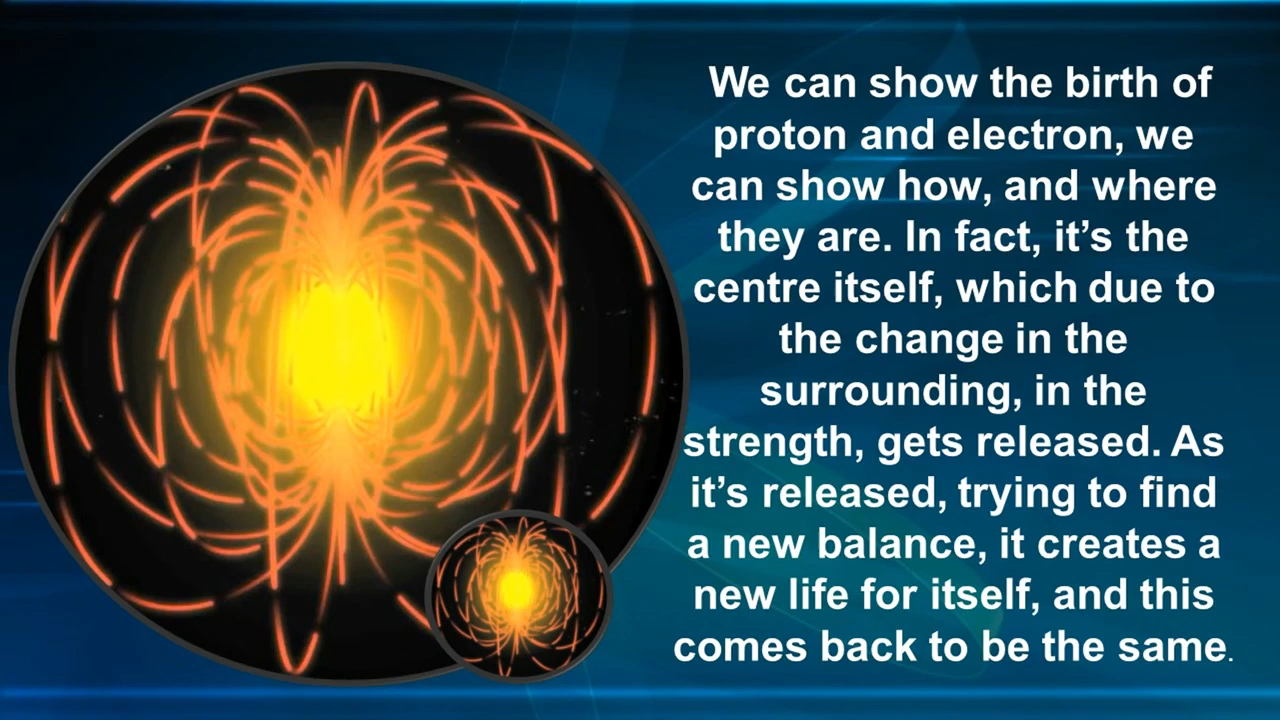 We can show the birth of
proton and electron, we
can show how, and where
they are. In fact, it’s the
centre itself, which due to
the change in the
surrounding, in the
strength, gets released. As
it’s released, trying to find
a new balance, it creates a
new life for itself, and this
comes back to be the same.